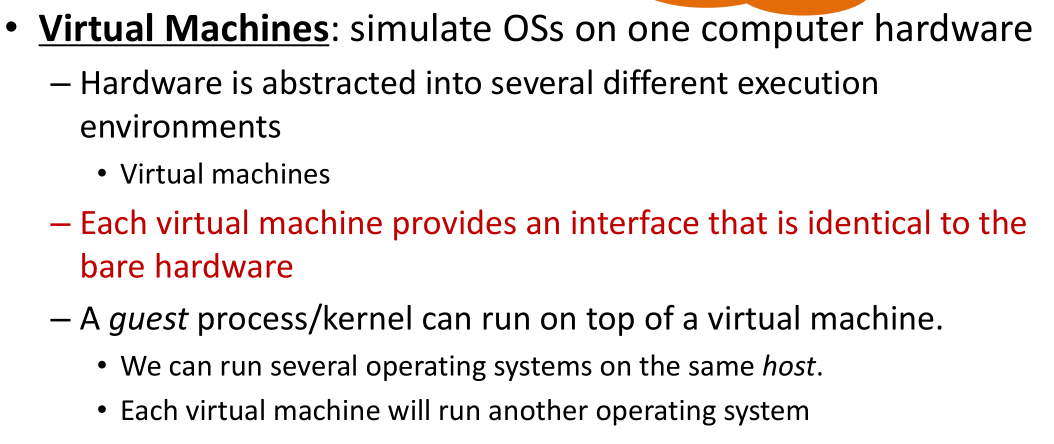 • Virtual Machines: simulate OSs on one computer hardware
– Hardware is abstracted into several different execution
environments
• Virtual machines
– Each virtual machine provides an interface that is identical to the
bare hardware
– A guest process/kernel can run on top of a virtual machine.
• We can run several operating systems on the same host.
• Each virtual machine will run another operating system